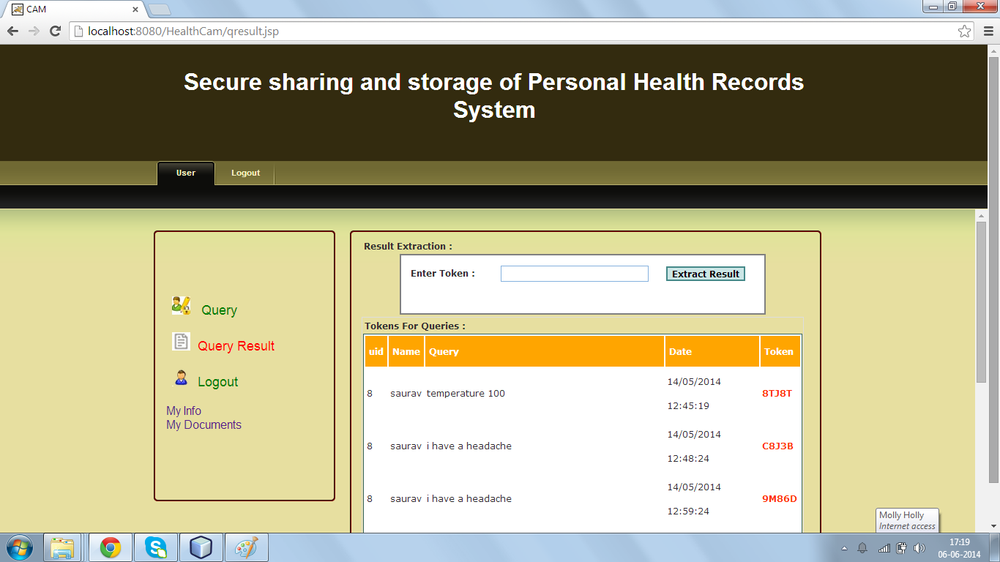 CAM
localhost:8080/HealthCam/qresult.jsp
Secure sharing and storage of Personal Health Records
System
User Logout
Result Extraction :
Enter Token : Extract Result
Query
Query Result
Logout
My Info
My Documents
Tokens For Queries :
uid Name Query Date Token
8 saurav temperature 100 14/05/2014 12:45:19 8TJ8T
8 saurav i have a headache 14/05/2014 12:48:24 C8J3B
8 saurav i have a headache 14/05/2014 12:59:24 9M86D
Molly Holly
Internet access
17:19
06-06-2014